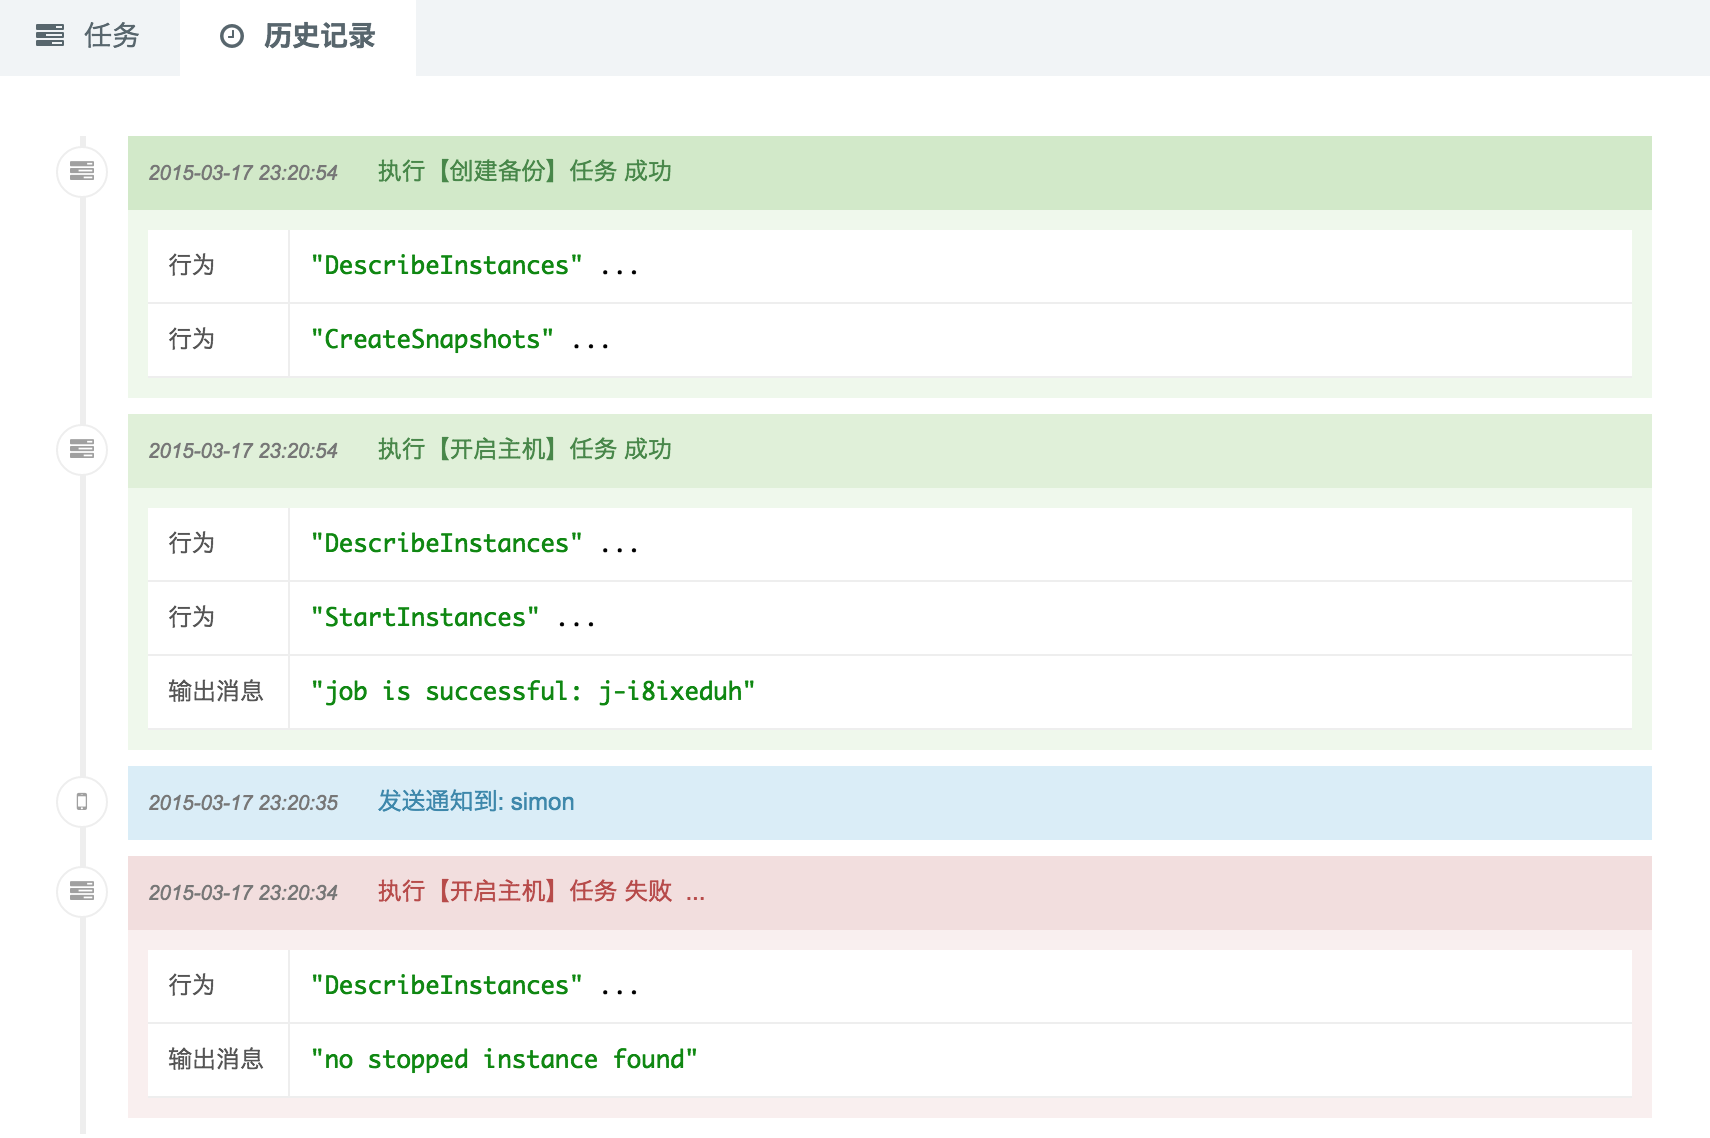 任务
历史记录
2015-03-17 23:20:54 执行【创建备份】任务 成功
行为 "DescribeInstances" ...
行为 "CreateSnapshots" ...
2015-03-17 23:20:54 执行【开启主机】任务 成功
行为 "DescribeInstances" ...
行为 "StartInstances" ...
输出消息 "job is successful: j-i8ixeduh"
2015-03-17 23:20:35 发送通知到: simon
2015-03-17 23:20:34 执行【开启主机】任务 失败 ...
行为 "DescribeInstances" ...
输出消息 "no stopped instance found"